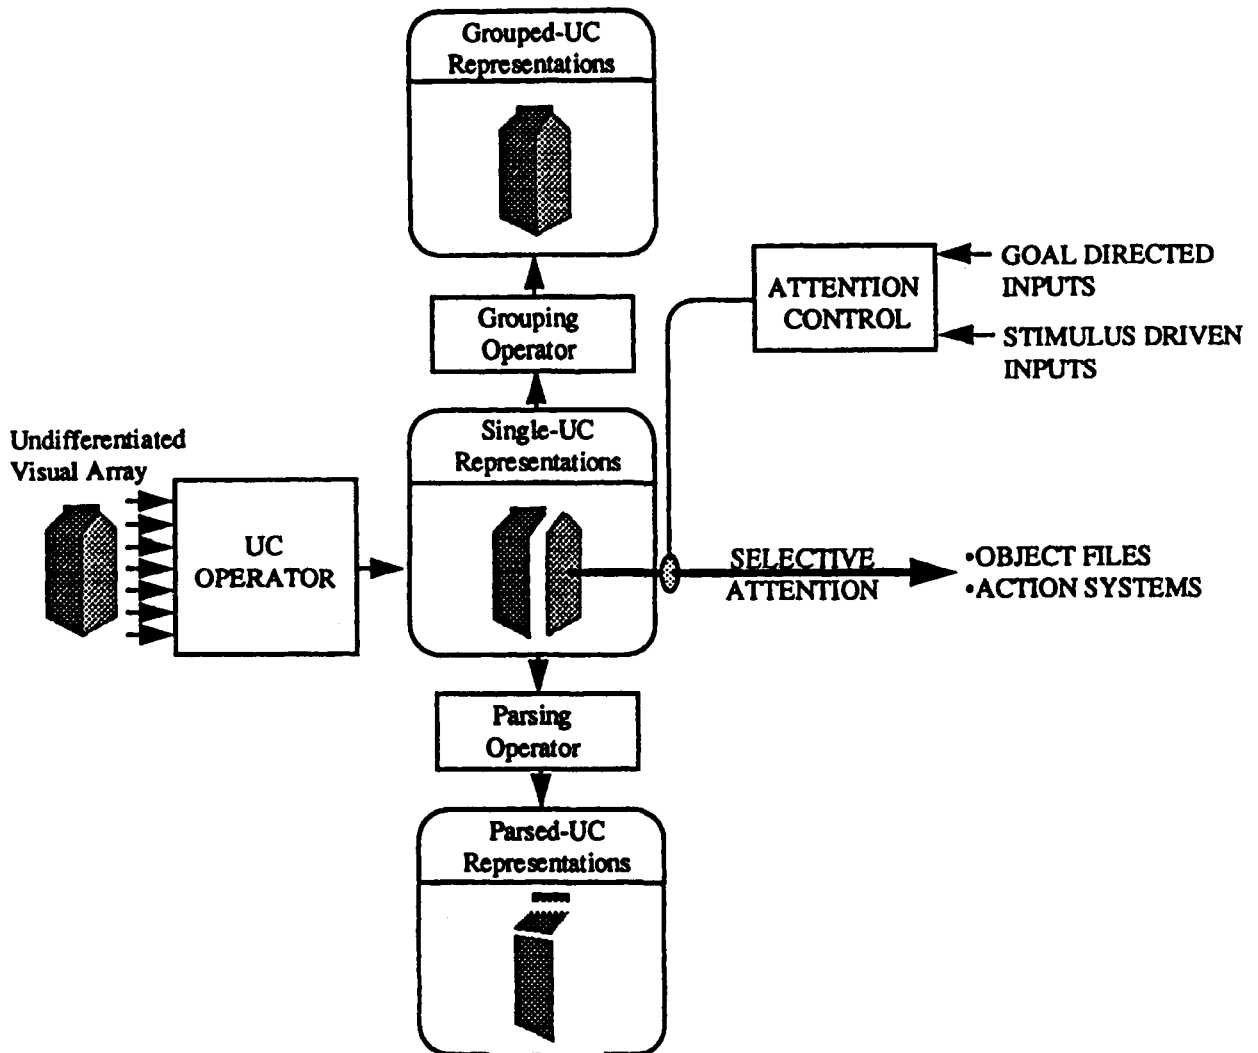 Grouped-UC
Representations
Grouping
Operator
ATTENTION
CONTROL
GOAL DIRECTED
INPUTS
STIMULUS DRIVEN
INPUTS
Undifferentiated
Visual Array
UC
OPERATOR
Single-UC
Representations
SELECTIVE
ATTENTION
•OBJECT FILES
•ACTION SYSTEMS
Parsing
Operator
Parsed-UC
Representations